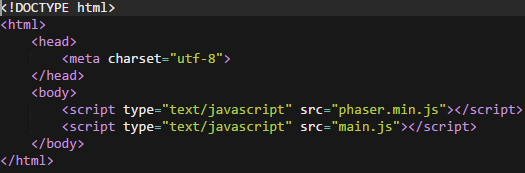 <!DOCTYPE html>
<html>
    <head>
        <meta charset="utf-8">
    </head>
    <body>
        <script type="text/javascript" src="phaser.min.js"></script>
        <script type="text/javascript" src="main.js"></script>
    </body>
</html>